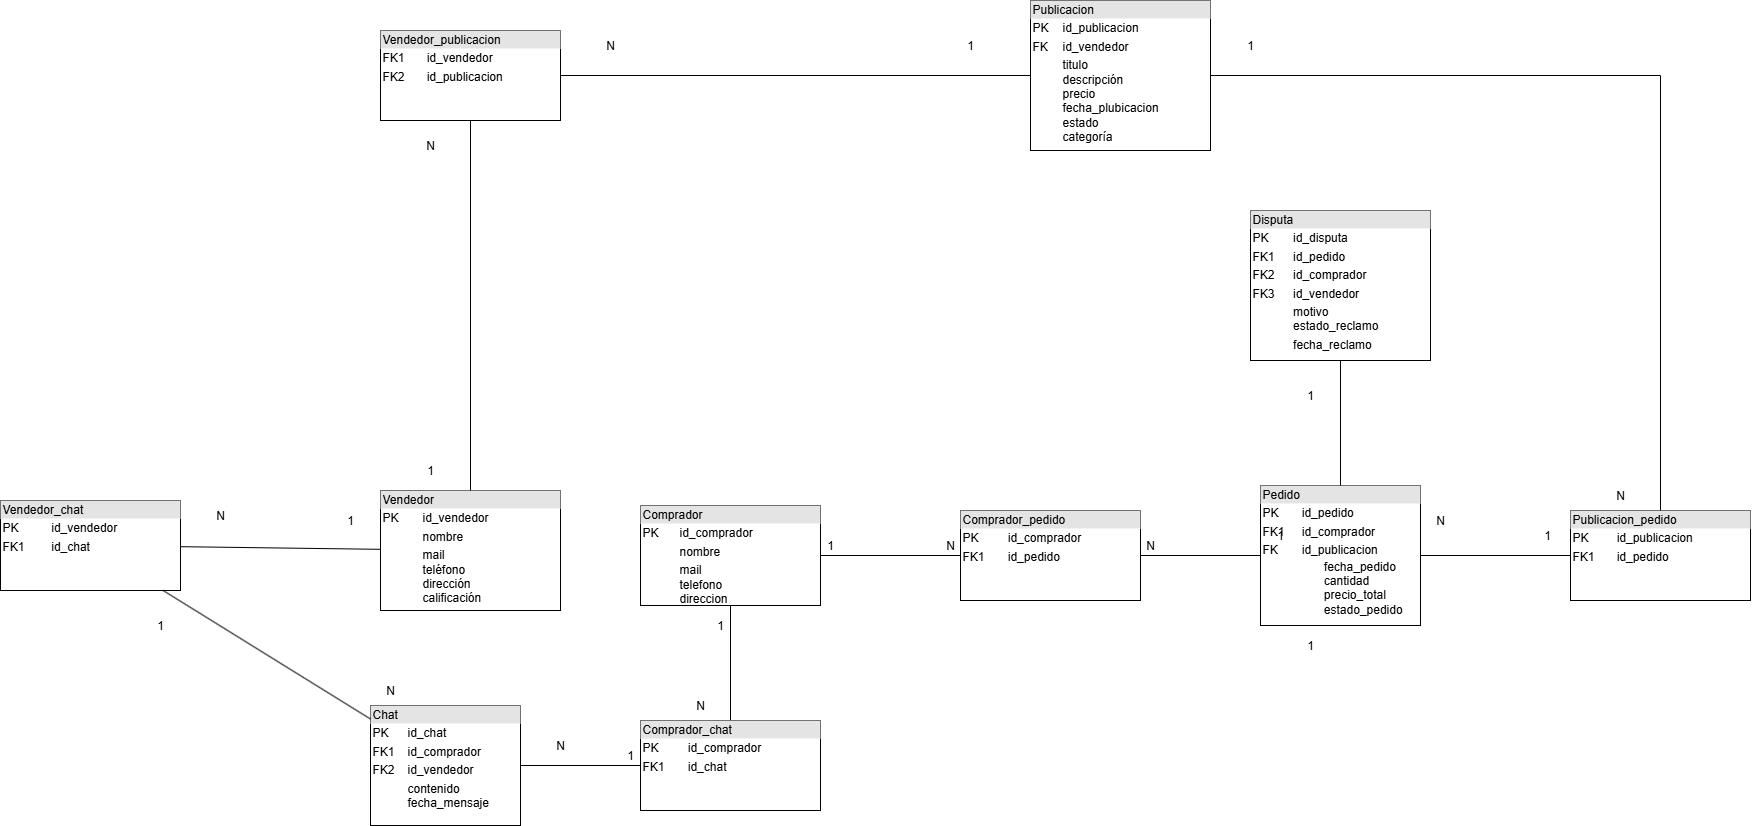 Publicacion
PK id_publicacion
FK id_vendedor
titulo
descripción
precio
fecha_plubicacion
estado
categoría
Vendedor_publicacion
FK1 id_vendedor
FK2 id_publicacion
N
1
1
N
Disputa
PK id_disputa
FK1 id_pedido
FK2 id_comprador
FK3 id_vendedor
motivo
estado_reclamo
fecha_reclamo
1
1
Vendedor_chat
PK id_vendedor
FK1 id_chat
N
1
Vendedor
PK id_vendedor
nombre
mail
teléfono
dirección
calificación
Comprador
PK id_comprador
nombre
mail
telefono
direccion
1
N
Comprador_pedido
PK id_comprador
FK1 id_pedido
N
Pedido
PK id_pedido
FK1 id_comprador
1
FK id_publicacion
fecha_pedido
cantidad
precio_total
estado_pedido
N
1
N
Publicacion_pedido
PK id_publicacion
FK1 id_pedido
1
1
1
N
N
Chat
PK id_chat
FK1 id_comprador
FK2 id_vendedor
contenido
fecha_mensaje
N
1
Comprador_chat
PK id_comprador
FK1 id_chat